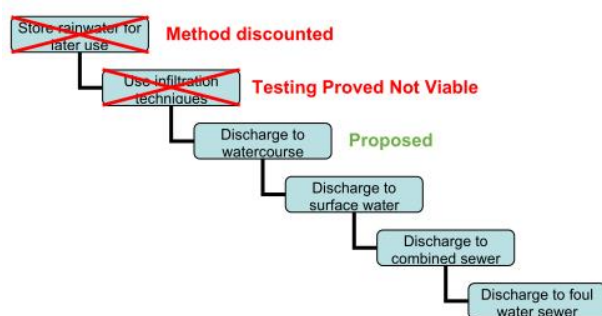 Store rainwater for
later use
Method discounted
Use infiltration
techniques
Testing Proved Not Viable
Discharge to
watercourse
Proposed
Discharge to
surface water
Discharge to
combined sewer
Discharge to foul
water sewer